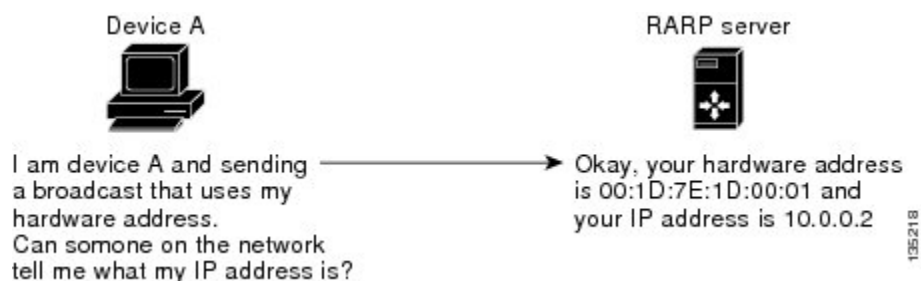 Device A
RARP server
I am device A and sending
a broadcast that uses my
hardware address.
Can somone on the network
tell me what my IP address is?
Okay, your hardware address
is 00:1D:7E:1D:00:01 and
your IP address is 10.0.0.2
135218